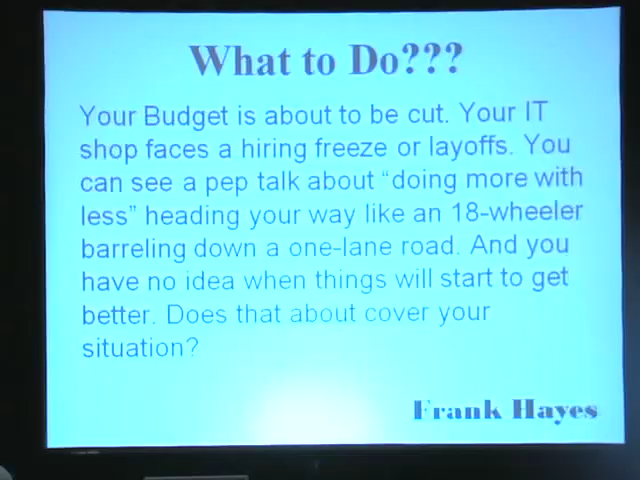 What to Do???
Your Budget is about to be cut. Your IT
shop faces a hiring freeze or layoffs. You
can see a pep talk about “doing more with
less” heading your way like an 18-wheeler
barreling down a one-lane road. And you
have no idea when things will start to get
better. Does that about cover your
situation?
Frank Hayes